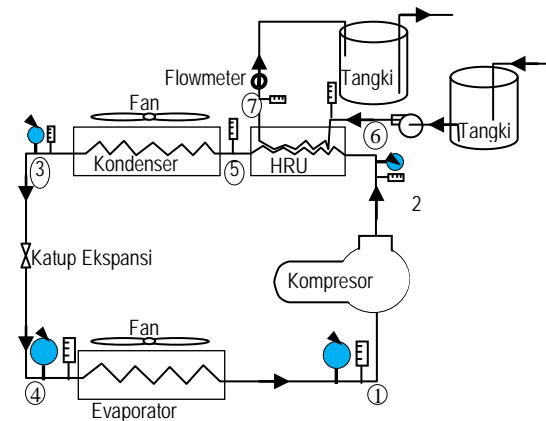 Flowmeter
Tangki
Fan
⑦
Tangki
⑥
③
Kondenser
⑤
HRU
2
Katup Ekspansi
Kompresor
Fan
④
①
Evaporator